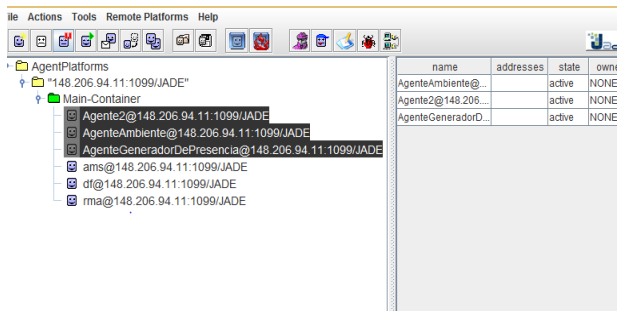 ile Actions Tools Remote Platforms Help
AgentPlatforms
"148.206.94.11:1099/JADE"
Main-Container
Agente2@148.206.94.11:1099/JADE
AgenteAmbiente@148.206.94.11:1099/JADE
AgenteGeneradorDePresencia@148.206.94.11:1099/JADE
ams@148.206.94.11:1099/JADE
df@148.206.94.11:1099/JADE
rma@148.206.94.11:1099/JADE
name addresses state owne
AgenteAmbiente@... active NONE
Agente2@148.206.... active NONE
AgenteGeneradorD... active NONE